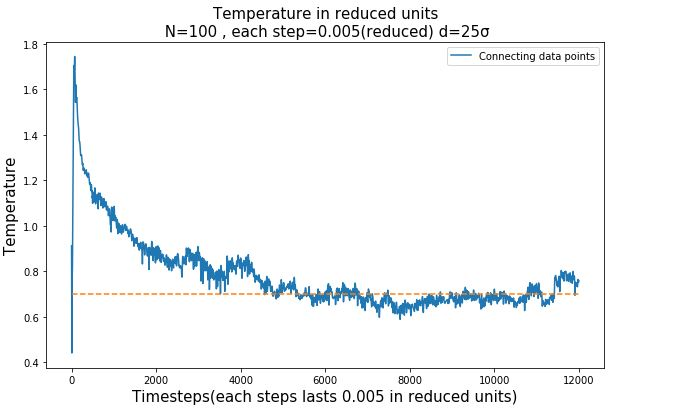 Temperature in reduced units
N=100 , each step=0.005(reduced) d=25σ
Connecting data points
1.8
1.6
1.4
1.2
1.0
0.8
0.6
0.4
Temperature
0 2000 4000 6000 8000 10000 12000
Timesteps(each steps lasts 0.005 in reduced units)